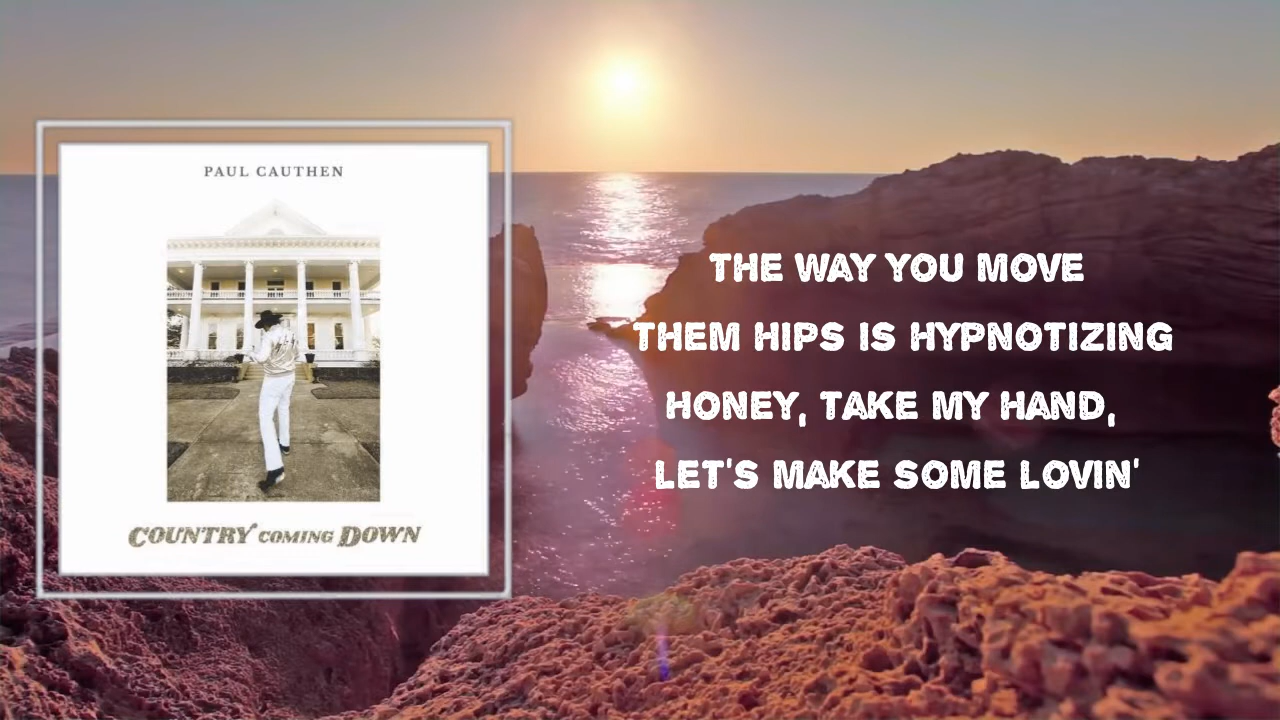 PAUL CAUTHEN
COUNTRY COMING DOWN
THE WAY YOU MOVE
THEM HIPS IS HYPNOTIZING
HONEY, TAKE MY HAND,
LET'S MAKE SOME LOVIN'